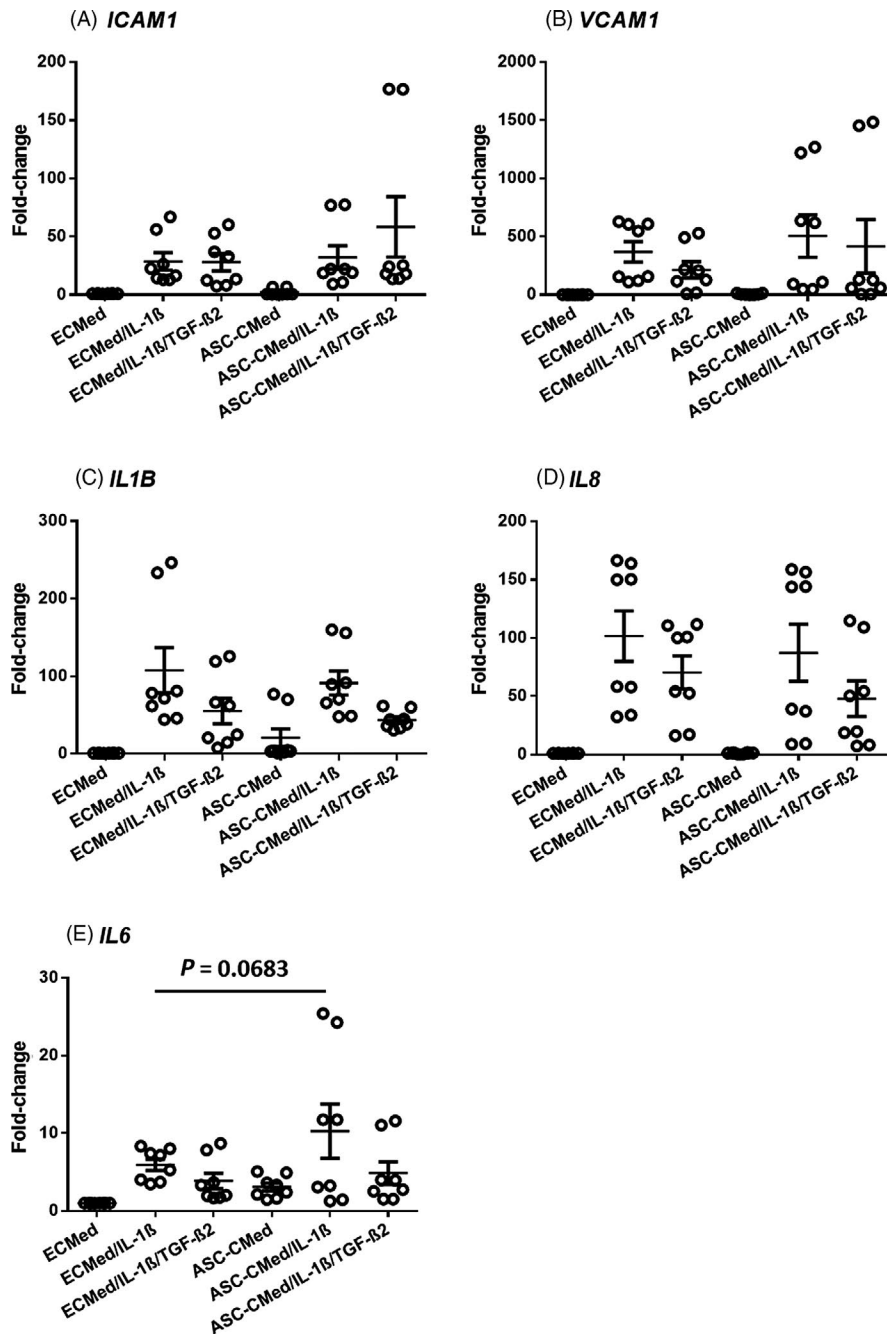 (A) ICAM1
200
150
100
50
0
Fold-change
ECMed
ECMed/IL-1ß
ECMed/IL-1ß/TGF-ß2
ASC-CMed
ASC-CMed/IL-1ß
ASC-CMed/IL-1ß/TGF-ß2
(B) VCAM1
2000
1500
1000
500
0
Fold-change
ECMed
ECMed/IL-1ß
ECMed/IL-1ß/TGF-ß2
ASC-CMed
ASC-CMed/IL-1ß
ASC-CMed/IL-1ß/TGF-ß2
(C) IL1B
300
200
100
0
Fold-change
ECMed
ECMed/IL-1ß
ECMed/IL-1ß/TGF-ß2
ASC-CMed
ASC-CMed/IL-1ß
ASC-CMed/IL-1ß/TGF-ß2
(D) IL8
200
150
100
50
0
Fold-change
ECMed
ECMed/IL-1ß
ECMed/IL-1ß/TGF-ß2
ASC-CMed
ASC-CMed/IL-1ß
ASC-CMed/IL-1ß/TGF-ß2
(E) IL6
P = 0.0683
30
20
10
0
Fold-change
ECMed
ECMed/IL-1ß
ECMed/IL-1ß/TGF-ß2
ASC-CMed
ASC-CMed/IL-1ß
ASC-CMed/IL-1ß/TGF-ß2